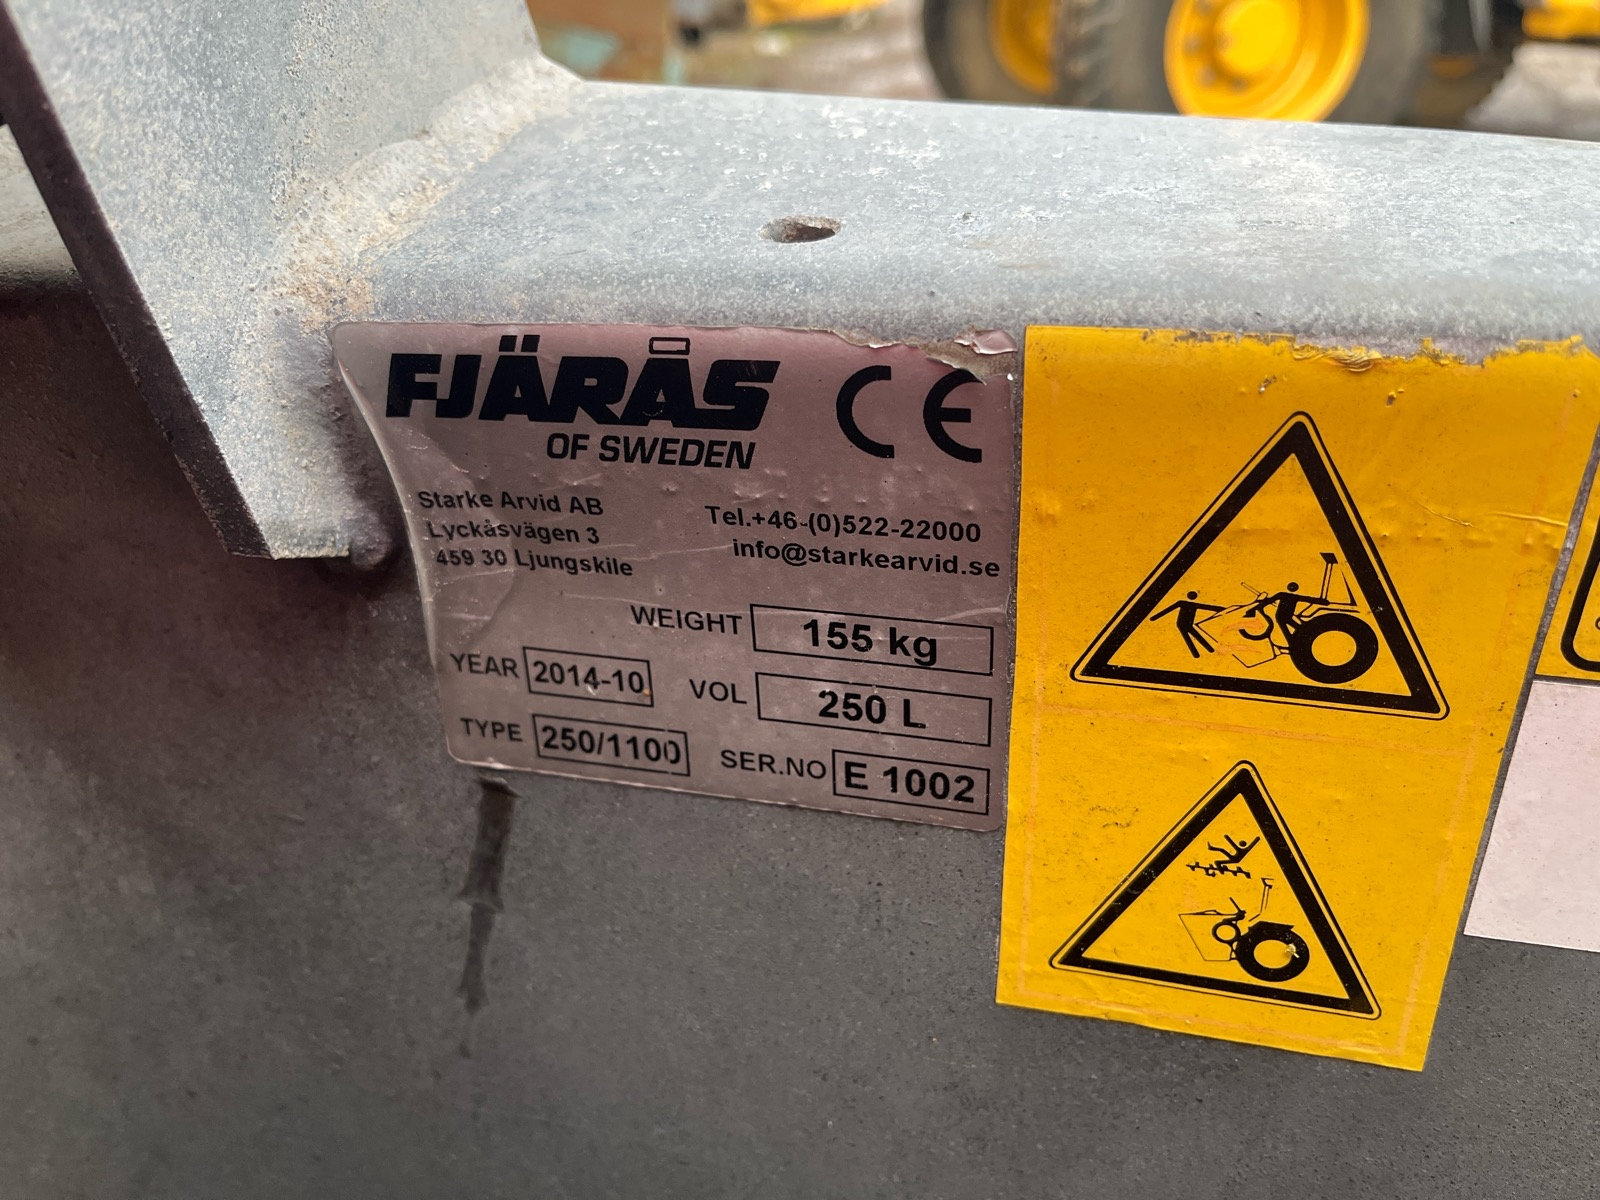 FJÄRÅS
OF SWEDEN
CE
Starke Arvid AB
Lyckåsvägen 3
459 30 Ljungskile
Tel.+46-(0)522-22000
info@starkearvid.se
WEIGHT 155 kg
YEAR 2014-10
VOL 250 L
TYPE 250/1100
SER.NO E 1002